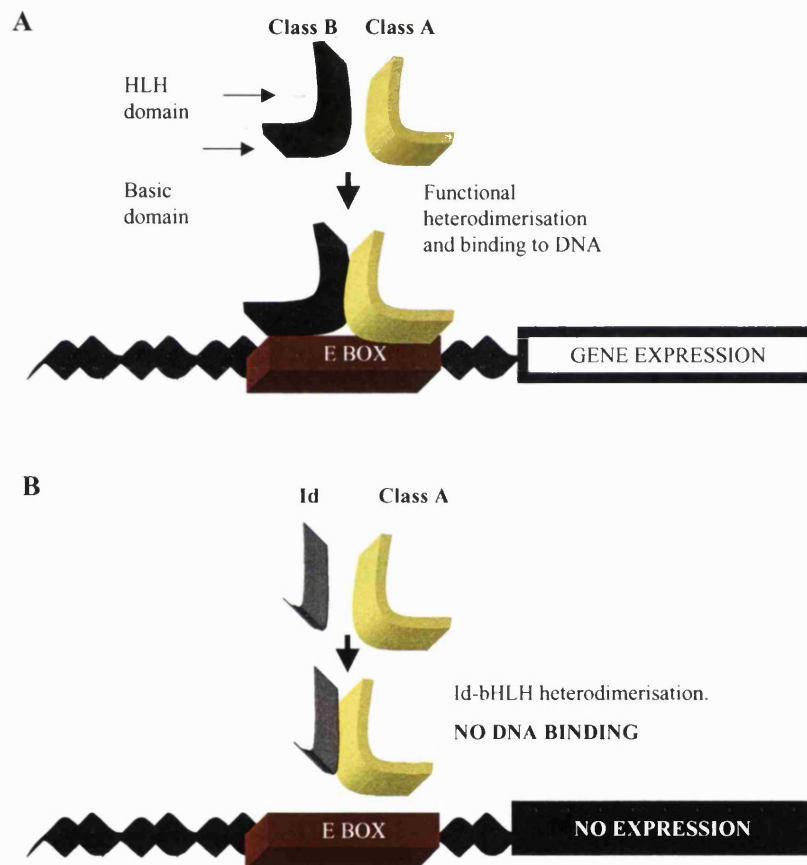 A
Class B Class A
HLH
domain
Basic
domain
Functional
heterodimerisation
and binding to DNA
E BOX
GENE EXPRESSION
B
Id Class A
Id-bHLH heterodimerisation.
NO DNA BINDING
E BOX
NO EXPRESSION